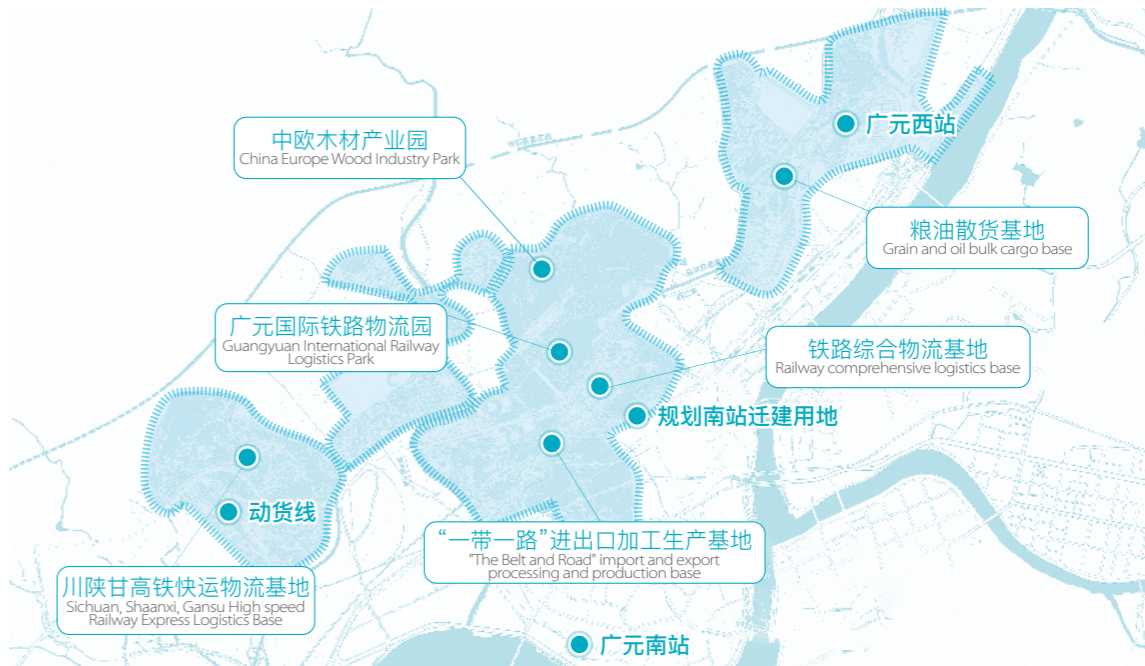 广元西站
中欧木材产业园
China Europe Wood Industry Park
粮油散货基地
Grain and oil bulk cargo base
广元国际铁路物流园
Guangyuan International Railway
Logistics Park
铁路综合物流基地
Railway comprehensive logistics base
规划南站迁建用地
动货线
“一带一路”进出口加工生产基地
"The Belt and Road" import and export
processing and production base
川陕甘高铁快运物流基地
Sichuan, Shaanxi, Gansu High speed
Railway Express Logistics Base
广元南站